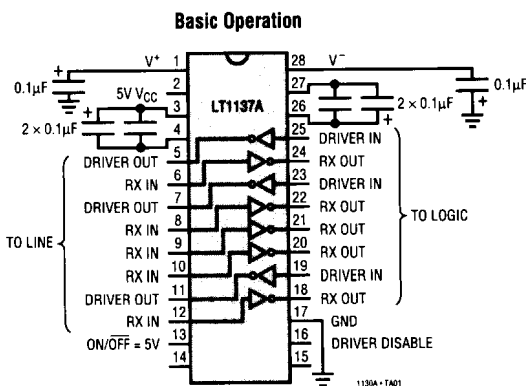 Basic Operation
V+ 1 28 V−
0.1µF 2 27 0.1µF
5V VCC 3 LT1137A 26
2 × 0.1µF 4 25 2 × 0.1µF
DRIVER OUT 5 24 DRIVER IN
RX IN 6 23 RX OUT
DRIVER OUT 7 22 DRIVER IN
RX IN 8 21 RX OUT
TO LINE RX IN 9 20 RX OUT TO LOGIC
RX IN 10 19 RX OUT
DRIVER OUT 11 18 DRIVER IN
RX IN 12 17 RX OUT
ON/OFF = 5V 13 16 GND
14 15 DRIVER DISABLE
1130A • TA01